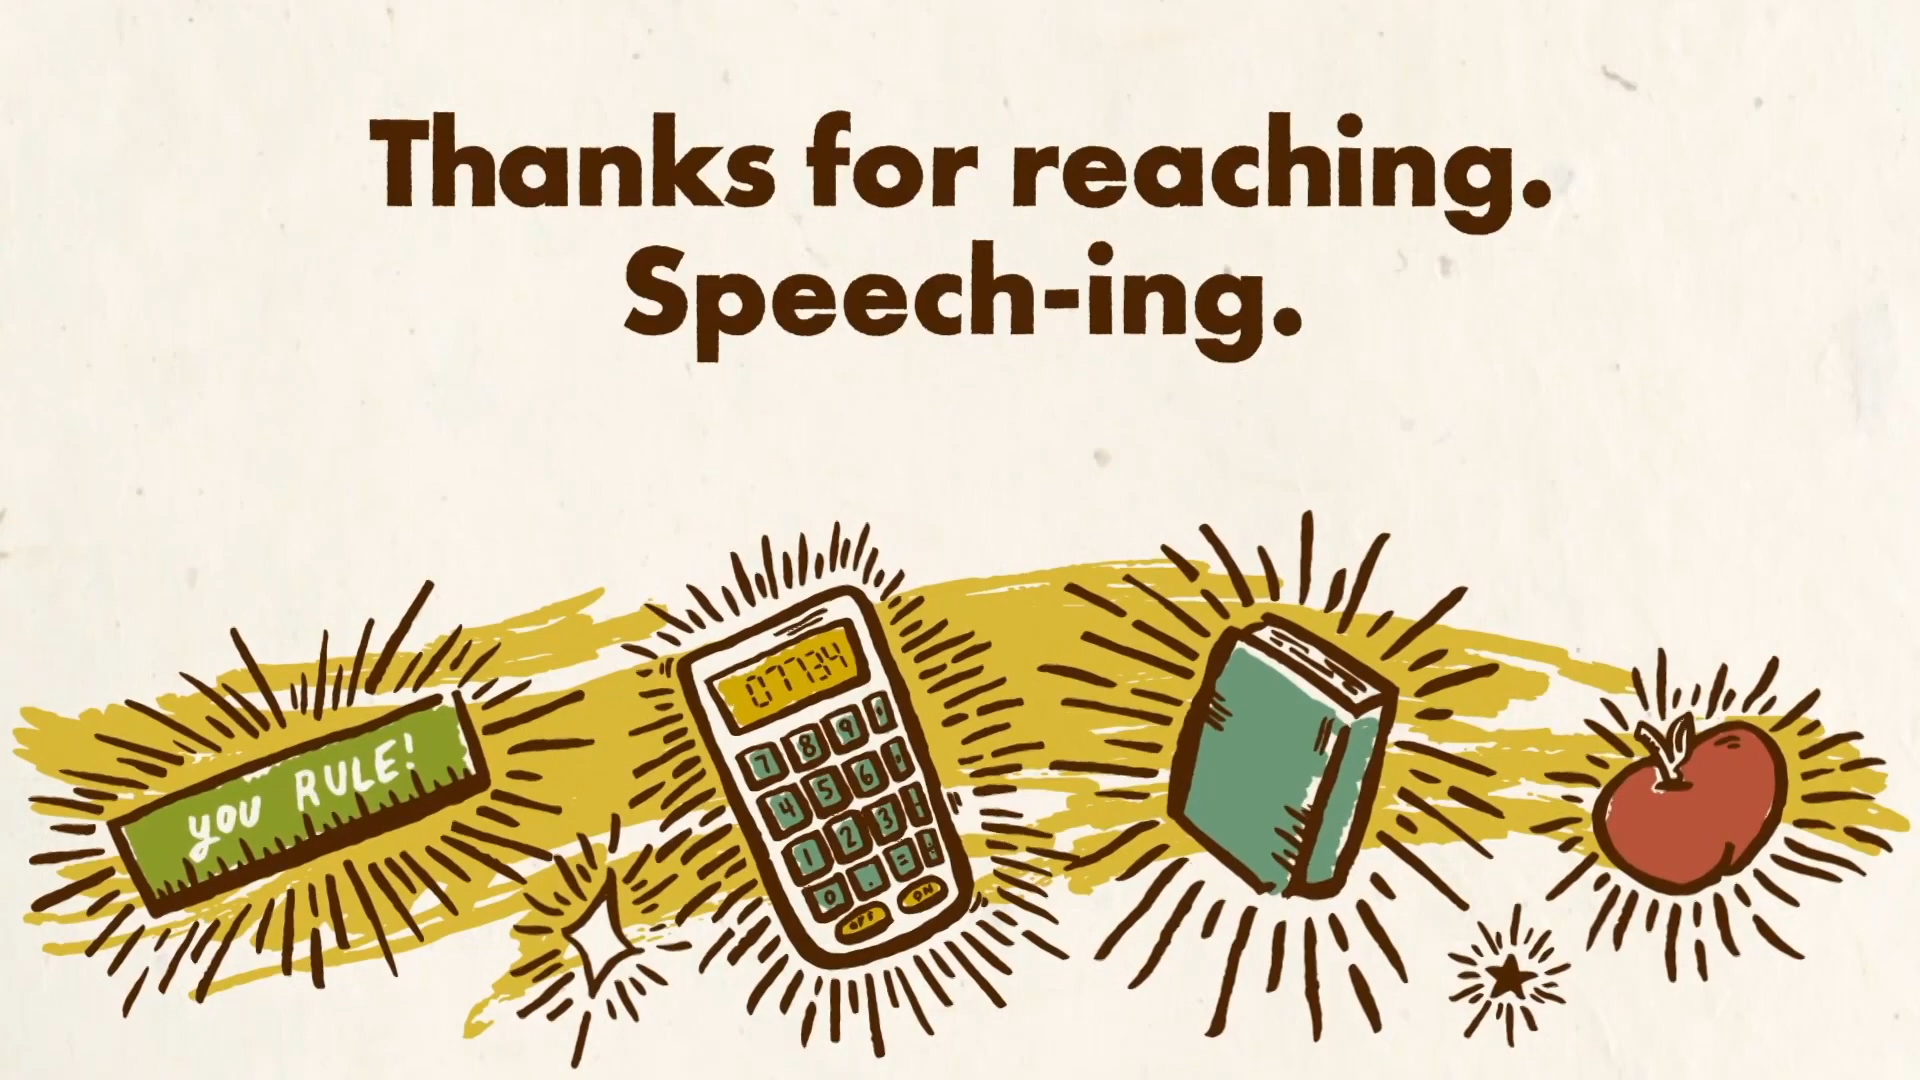 Thanks for reaching.
Speech-ing.
YOU RULE!
07734
7 8 9
4 5 6
1 2 3
0 . =
OFF ON